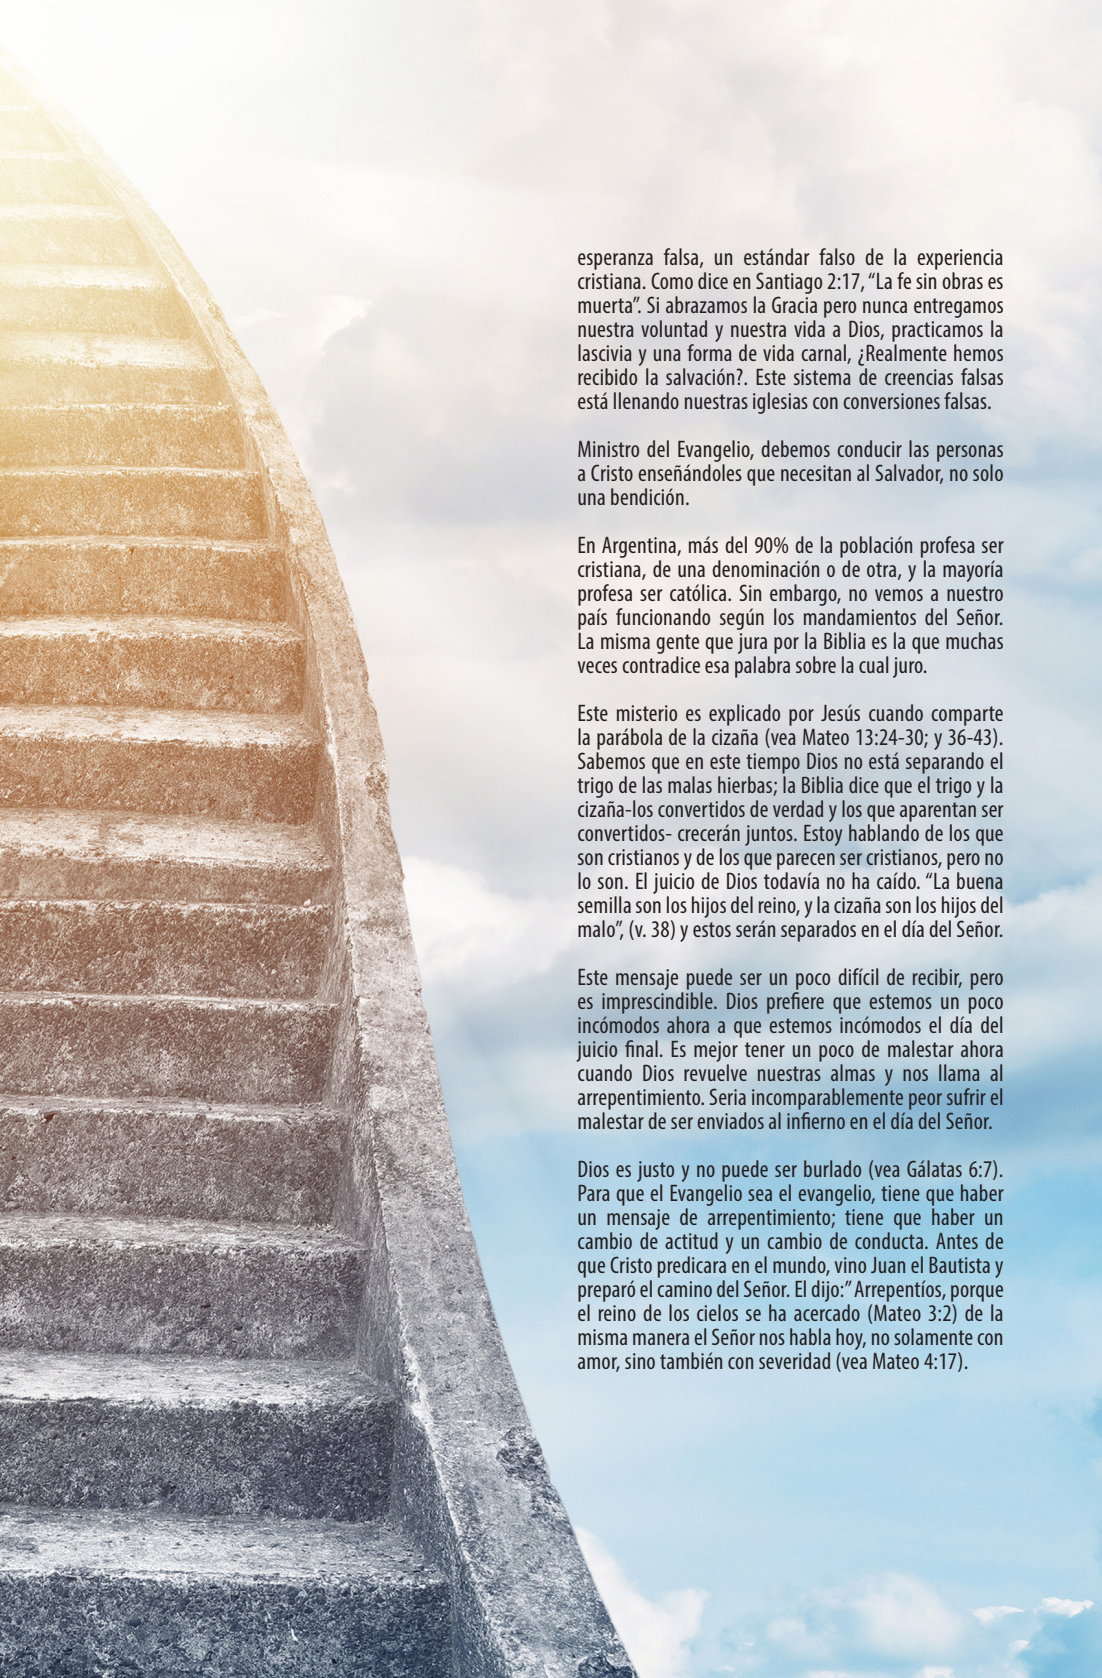 esperanza falsa, un estándar falso de la experiencia
cristiana. Como dice en Santiago 2:17, “La fe sin obras es
muerta”. Si abrazamos la Gracia pero nunca entregamos
nuestra voluntad y nuestra vida a Dios, practicamos la
lascivia y una forma de vida carnal, ¿Realmente hemos
recibido la salvación?. Este sistema de creencias falsas
está llenando nuestras iglesias con conversiones falsas.

Ministro del Evangelio, debemos conducir las personas
a Cristo enseñándoles que necesitan al Salvador, no solo
una bendición.

En Argentina, más del 90% de la población profesa ser
cristiana, de una denominación o de otra, y la mayoría
profesa ser católica. Sin embargo, no vemos a nuestro
país funcionando según los mandamientos del Señor.
La misma gente que jura por la Biblia es la que muchas
veces contradice esa palabra sobre la cual juro.

Este misterio es explicado por Jesús cuando comparte
la parábola de la cizaña (vea Mateo 13:24-30; y 36-43).
Sabemos que en este tiempo Dios no está separando el
trigo de las malas hierbas; la Biblia dice que el trigo y la
cizaña-los convertidos de verdad y los que aparentan ser
convertidos- crecerán juntos. Estoy hablando de los que
son cristianos y de los que parecen ser cristianos, pero no
lo son. El juicio de Dios todavía no ha caído. “La buena
semilla son los hijos del reino, y la cizaña son los hijos del
malo”, (v. 38) y estos serán separados en el día del Señor.

Este mensaje puede ser un poco difícil de recibir, pero
es imprescindible. Dios prefiere que estemos un poco
incómodos ahora a que estemos incómodos el día del
juicio final. Es mejor tener un poco de malestar ahora
cuando Dios revuelve nuestras almas y nos llama al
arrepentimiento. Seria incomparablemente peor sufrir el
malestar de ser enviados al infierno en el día del Señor.

Dios es justo y no puede ser burlado (vea Gálatas 6:7).
Para que el Evangelio sea el evangelio, tiene que haber
un mensaje de arrepentimiento; tiene que haber un
cambio de actitud y un cambio de conducta. Antes de
que Cristo predicara en el mundo, vino Juan el Bautista y
preparó el camino del Señor. El dijo:” Arrepentíos, porque
el reino de los cielos se ha acercado (Mateo 3:2) de la
misma manera el Señor nos habla hoy, no solamente con
amor, sino también con severidad (vea Mateo 4:17).